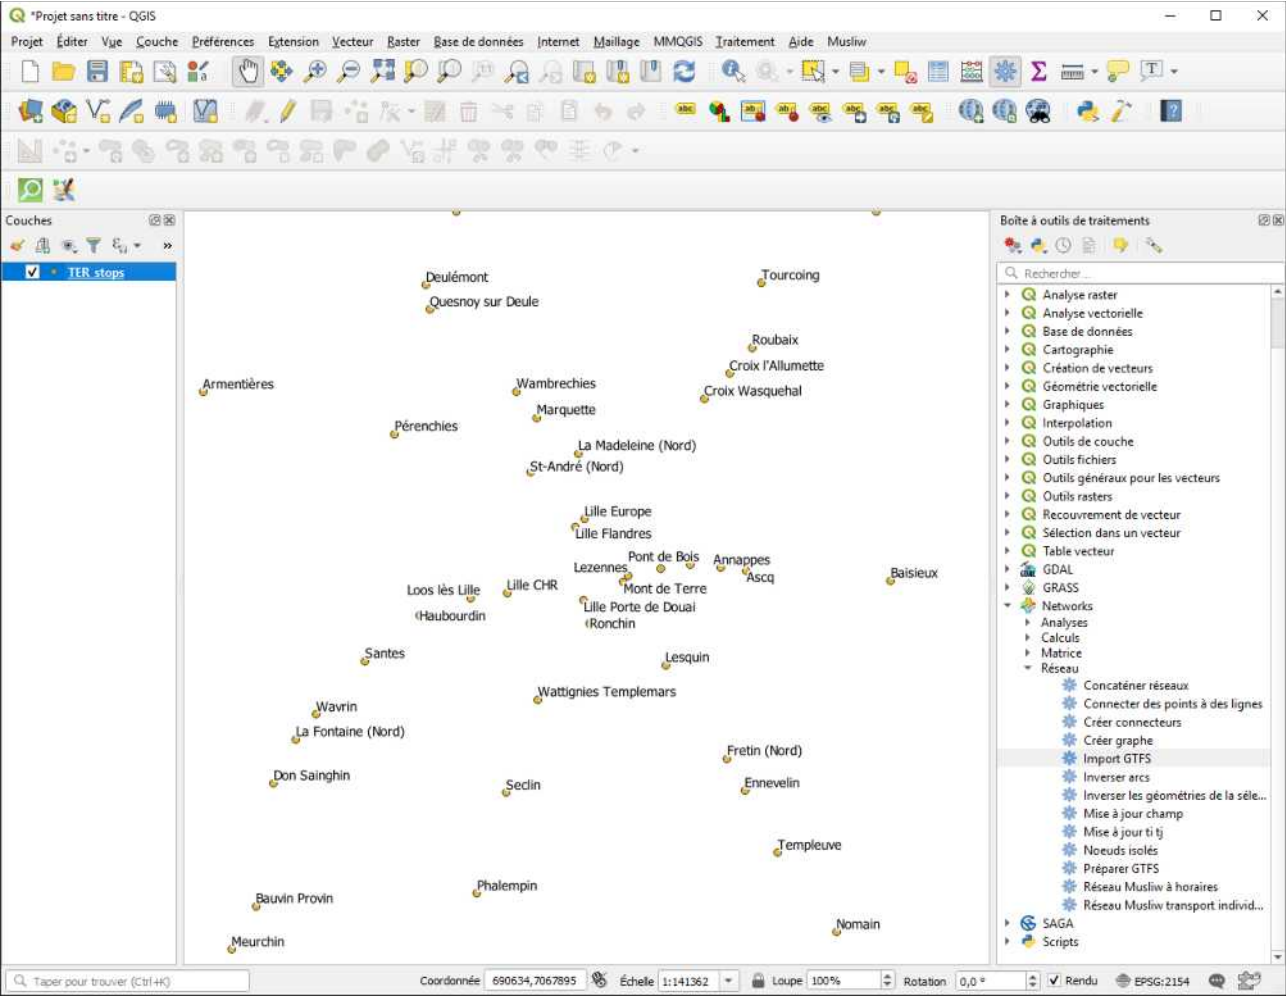 *Projet sans titre - QGIS
Projet Éditer Vue Couche Préférences Extension Vecteur Raster Base de données Internet Maillage MMQGIS Traitement Aide Musliw
Couches
TER stops
Deulémont
Tourcoing
Quesnoy sur Deule
Roubaix
Croix l'Allumette
Armentières
Wambrechies
Croix Wasquehal
Marquette
Pérenchies
La Madeleine (Nord)
St-André (Nord)
Lille Europe
Lille Flandres
Pont de Bois
Annappes
Lezennes
Ascq
Baisieux
Loos lès Lille
Lille CHR
Mont de Terre
Lille Porte de Douai
Haubourdin
Ronchin
Santes
Lesquin
Wattignies Templemars
Wavrin
La Fontaine (Nord)
Fretin (Nord)
Don Sainghin
Seclin
Ennevelin
Templeuve
Phalempin
Bauvin Provin
Nomain
Meurchin
Boîte à outils de traitements
Rechercher...
Analyse raster
Analyse vectorielle
Base de données
Cartographie
Création de vecteurs
Géométrie vectorielle
Graphiques
Interpolation
Outils de couche
Outils fichiers
Outils généraux pour les vecteurs
Outils rasters
Recouvrement de vecteur
Sélection dans un vecteur
Table vecteur
GDAL
GRASS
Networks
Analyses
Calculs
Matrice
Réseau
Concaténer réseaux
Connecter des points à des lignes
Créer connecteurs
Créer graphe
Import GTFS
Inverser arcs
Inverser les géométries de la séle...
Mise à jour champ
Mise à jour ti tj
Noeuds isolés
Préparer GTFS
Réseau Musliw à horaires
Réseau Musliw transport individ...
SAGA
Scripts
Taper pour trouver (Ctrl+K) Coordonnée 690634,7067895 Échelle 1:141362 Loupe 100% Rotation 0,0 ° Rendu EPSG:2154